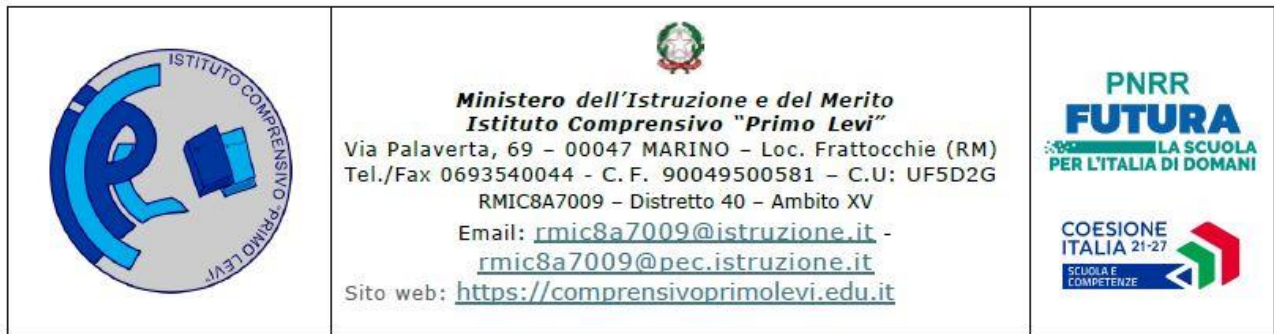 ISTITUTO COMPRENSIVO "PRIMO LEVI"
Ministero dell'Istruzione e del Merito
Istituto Comprensivo "Primo Levi"
Via Palaverta, 69 – 00047 MARINO – Loc. Frattocchie (RM)
Tel./Fax 0693540044 - C. F. 90049500581 – C.U: UF5D2G
RMIC8A7009 – Distretto 40 – Ambito XV
Email: rmic8a7009@istruzione.it -
rmic8a7009@pec.istruzione.it
Sito web: https://comprensivoprimolevi.edu.it
PNRR
FUTURA
LA SCUOLA
PER L'ITALIA DI DOMANI
COESIONE
ITALIA 21-27
SCUOLA E
COMPETENZE